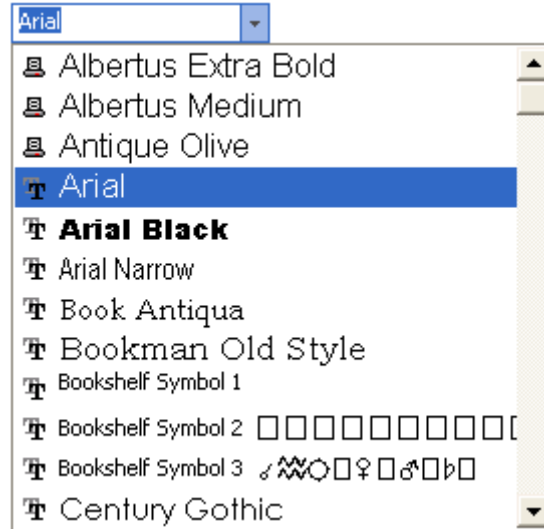 Arial
Albertus Extra Bold
Albertus Medium
Antique Olive
Arial
Arial Black
Arial Narrow
Book Antiqua
Bookman Old Style
Bookshelf Symbol 1
Bookshelf Symbol 2
Bookshelf Symbol 3
Century Gothic